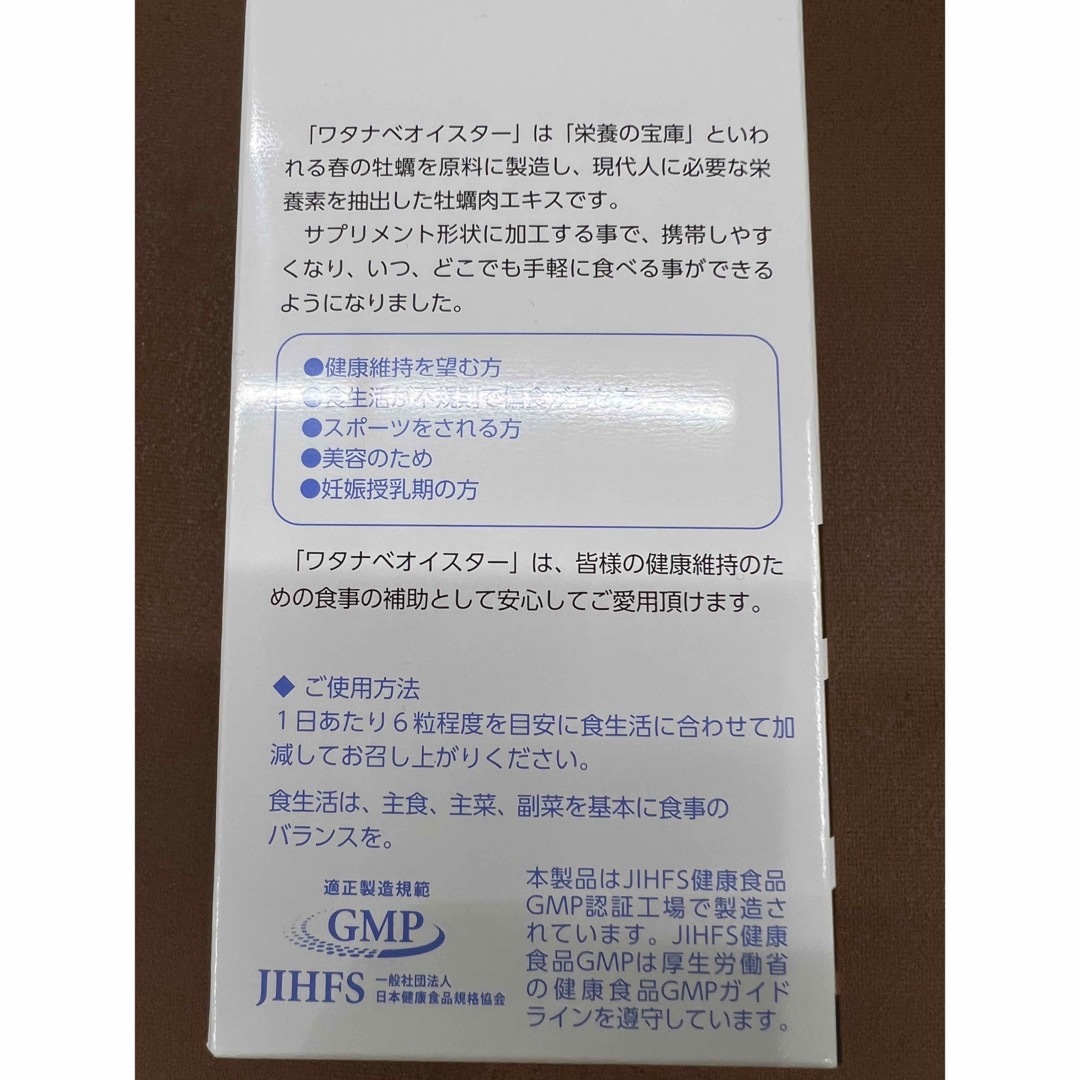 「ワタナベオイスター」は「栄養の宝庫」といわ
れる春の牡蠣を原料に製造し、現代人に必要な栄
養素を抽出した牡蠣肉エキスです。
サプリメント形状に加工する事で、携帯しやす
くなり、いつ、どこでも手軽に食べる事ができる
ようになりました。
●健康維持を望む方
●食生活が不規則で偏食が
●スポーツをされる方
●美容のため
●妊娠授乳期の方
「ワタナベオイスター」は、皆様の健康維持のた
めの食事の補助として安心してご愛用頂けます。
◆ ご使用方法
１日あたり６粒程度を目安に食生活に合わせて加
減してお召し上がりください。
食生活は、主食、主菜、副菜を基本に食事の
バランスを。
適正製造規範
GMP
JIHFS
一般社団法人
日本健康食品規格協会
本製品はJIHFS健康食品
GMP認証工場で製造さ
れています。JIHFS健康
食品GMPは厚生労働省
の健康食品GMPガイド
ラインを遵守しています。